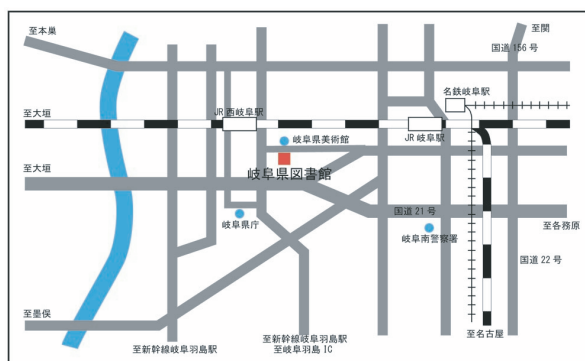 至本巣
至関
国道156号
名鉄岐阜駅
至大垣
JR西岐阜駅
岐阜県美術館
JR岐阜駅
岐阜県図書館
至大垣
国道21号
岐阜県庁
至各務原
岐阜南警察署
国道22号
至墨俣
至新幹線岐阜羽島駅
至新幹線岐阜羽島駅
至岐阜羽島IC
至名古屋